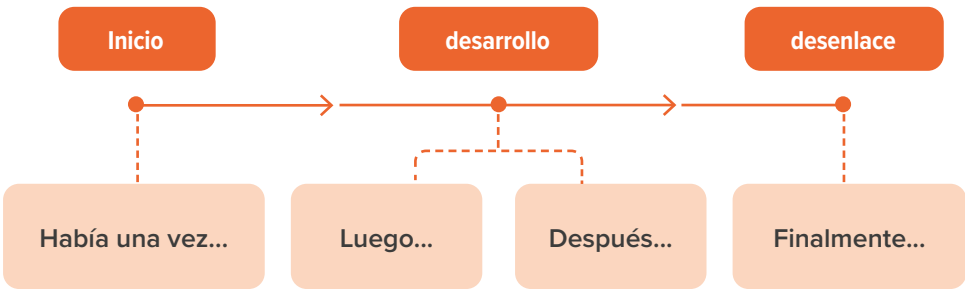 Inicio
desarrollo
desenlace
Había una vez...
Luego...
Después...
Finalmente...